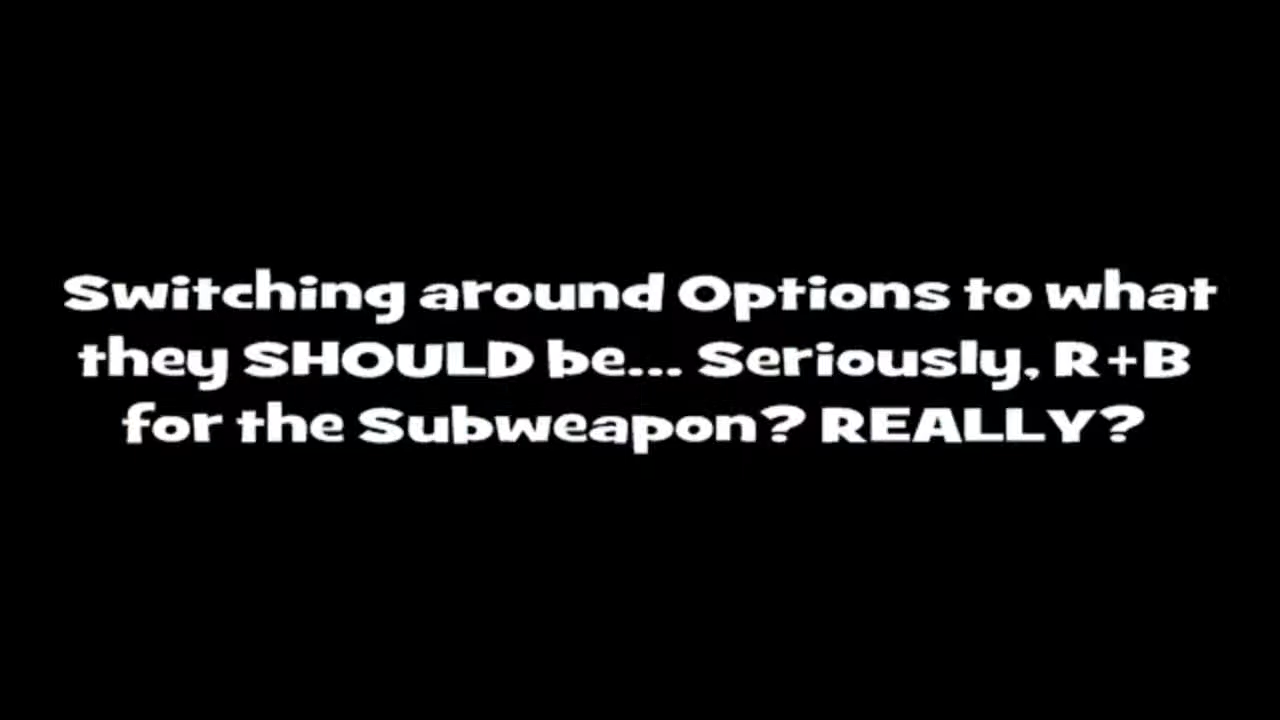 Switching around Options to what
they SHOULD be... Seriously, R+B
for the Subweapon? REALLY?